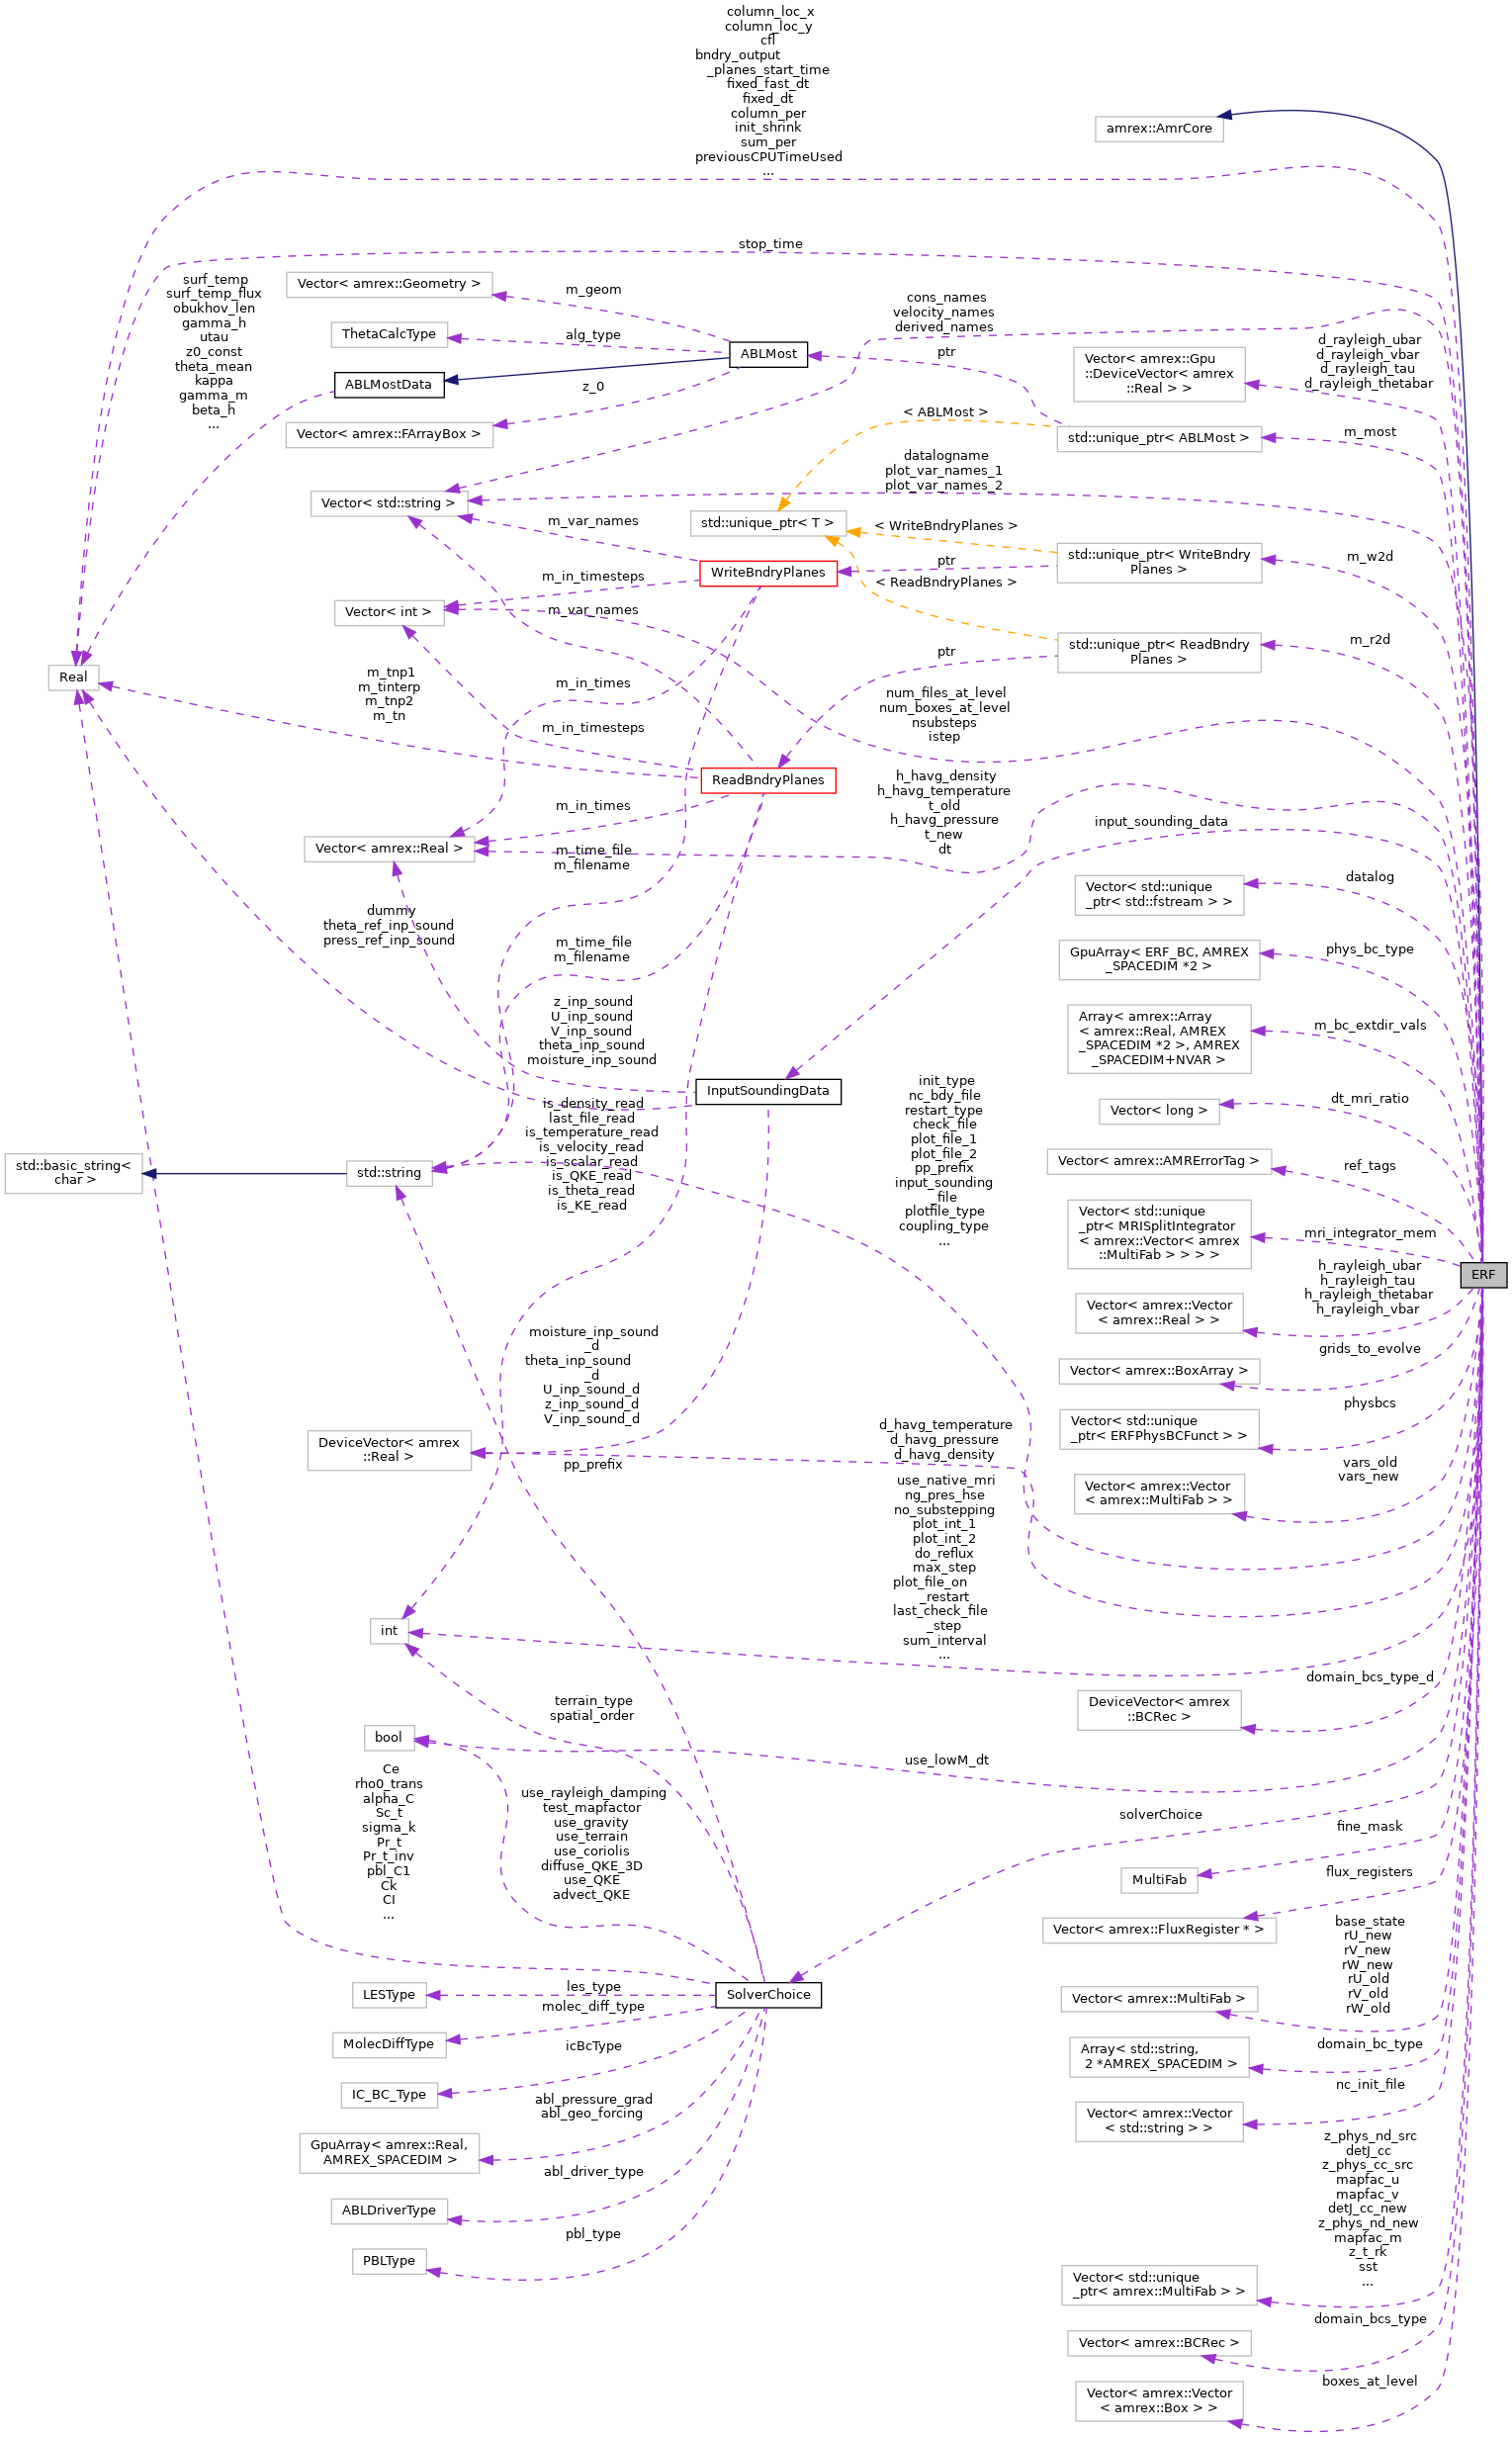 column_loc_x
column_loc_y
cfl
bndry_output
_planes_start_time
fixed_fast_dt
fixed_dt
column_per
init_shrink
sum_per
previousCPUTimeUsed
...
amrex::AmrCore
stop_time
surf_temp
surf_temp_flux
obukhov_len
gamma_h
utau
z0_const
theta_mean
kappa
gamma_m
beta_h
...
Vector< amrex::Geometry >
m_geom
ThetaCalcType
alg_type
ABLMost
ABLMostData
z_0
Vector< amrex::FArrayBox >
cons_names
velocity_names
derived_names
ptr
Vector< amrex::Gpu
::DeviceVector< amrex
::Real > >
d_rayleigh_ubar
d_rayleigh_vbar
d_rayleigh_tau
d_rayleigh_thetabar
< ABLMost >
std::unique_ptr< ABLMost >
m_most
datalogname
plot_var_names_1
plot_var_names_2
Vector< std::string >
m_var_names
std::unique_ptr< T >
< WriteBndryPlanes >
std::unique_ptr< WriteBndry
Planes >
m_w2d
ptr
WriteBndryPlanes
m_in_timesteps
< ReadBndryPlanes >
Vector< int >
m_var_names
std::unique_ptr< ReadBndry
Planes >
m_r2d
ptr
Real
m_tnp1
m_tinterp
m_tnp2
m_tn
m_in_times
num_files_at_level
num_boxes_at_level
nsubsteps
istep
m_in_timesteps
ReadBndryPlanes
h_havg_density
h_havg_temperature
t_old
h_havg_pressure
t_new
dt
m_in_times
input_sounding_data
Vector< amrex::Real >
m_time_file
m_filename
Vector< std::unique
_ptr< std::fstream > >
datalog
dummy
theta_ref_inp_sound
press_ref_inp_sound
m_time_file
m_filename
GpuArray< ERF_BC, AMREX
_SPACEDIM *2 >
phys_bc_type
z_inp_sound
U_inp_sound
V_inp_sound
theta_inp_sound
moisture_inp_sound
Array< amrex::Array
< amrex::Real, AMREX
_SPACEDIM *2 >, AMREX
_SPACEDIM+NVAR >
m_bc_extdir_vals
InputSoundingData
init_type
nc_bdy_file
restart_type
check_file
plot_file_1
plot_file_2
pp_prefix
input_sounding
_file
plotfile_type
coupling_type
...
Vector< long >
dt_mri_ratio
is_density_read
last_file_read
is_temperature_read
is_velocity_read
is_scalar_read
is_QKE_read
is_theta_read
is_KE_read
std::basic_string<
char >
std::string
Vector< amrex::AMRErrorTag >
ref_tags
Vector< std::unique
_ptr< MRISplitIntegrator
< amrex::Vector< amrex
::MultiFab > > > >
mri_integrator_mem
ERF
h_rayleigh_ubar
h_rayleigh_tau
h_rayleigh_thetabar
h_rayleigh_vbar
Vector< amrex::Vector
< amrex::Real > >
moisture_inp_sound
_d
theta_inp_sound
_d
U_inp_sound_d
z_inp_sound_d
V_inp_sound_d
grids_to_evolve
Vector< amrex::BoxArray >
physbcs
Vector< std::unique
_ptr< ERFPhysBCFunct > >
DeviceVector< amrex
::Real >
pp_prefix
d_havg_temperature
d_havg_pressure
d_havg_density
vars_old
vars_new
Vector< amrex::Vector
< amrex::MultiFab > >
use_native_mri
ng_pres_hse
no_substepping
plot_int_1
plot_int_2
do_reflux
max_step
plot_file_on
_restart
last_check_file
_step
sum_interval
...
int
domain_bcs_type_d
DeviceVector< amrex
::BCRec >
terrain_type
spatial_order
bool
use_lowM_dt
Ce
rho0_trans
alpha_C
Sc_t
sigma_k
Pr_t
Pr_t_inv
pbl_C1
Ck
CI
...
use_rayleigh_damping
test_mapfactor
use_gravity
use_terrain
use_coriolis
diffuse_QKE_3D
use_QKE
advect_QKE
solverChoice
fine_mask
MultiFab
flux_registers
Vector< amrex::FluxRegister * >
base_state
rU_new
rV_new
rW_new
rU_old
rV_old
rW_old
LESType
les_type
SolverChoice
Vector< amrex::MultiFab >
molec_diff_type
MolecDiffType
icBcType
domain_bc_type
Array< std::string,
2 *AMREX_SPACEDIM >
IC_BC_Type
nc_init_file
abl_pressure_grad
abl_geo_forcing
Vector< amrex::Vector
< std::string > >
GpuArray< amrex::Real,
AMREX_SPACEDIM >
abl_driver_type
z_phys_nd_src
detJ_cc
z_phys_cc_src
mapfac_u
mapfac_v
detJ_cc_new
z_phys_nd_new
mapfac_m
z_t_rk
sst
...
ABLDriverType
pbl_type
PBLType
Vector< std::unique
_ptr< amrex::MultiFab > >
domain_bcs_type
Vector< amrex::BCRec >
boxes_at_level
Vector< amrex::Vector
< amrex::Box > >